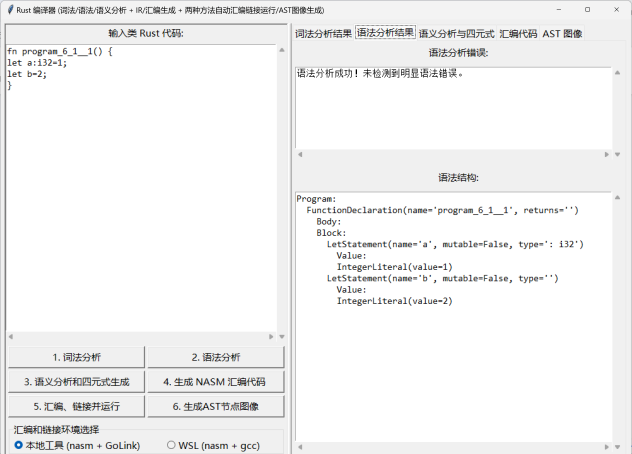 Rust 编译器 (词法/语法/语义分析 + IR/汇编生成 + 两种方法自动汇编链接运行/AST图像生成)
输入类 Rust 代码:
fn program_6_1__1() {
let a:i32=1;
let b=2;
}
1. 词法分析
2. 语法分析
3. 语义分析和四元式生成
4. 生成 NASM 汇编代码
5. 汇编、链接并运行
6. 生成AST节点图像
汇编和链接环境选择
本地工具 (nasm + GoLink)
WSL (nasm + gcc)
词法分析结果 语法分析结果 语义分析与四元式 汇编代码 AST 图像
语法分析错误:
语法分析成功！未检测到明显语法错误。
语法结构:
Program:
  FunctionDeclaration(name='program_6_1__1', returns='')
    Body:
    Block:
      LetStatement(name='a', mutable=False, type=': i32')
        Value:
        IntegerLiteral(value=1)
      LetStatement(name='b', mutable=False, type='')
        Value:
        IntegerLiteral(value=2)